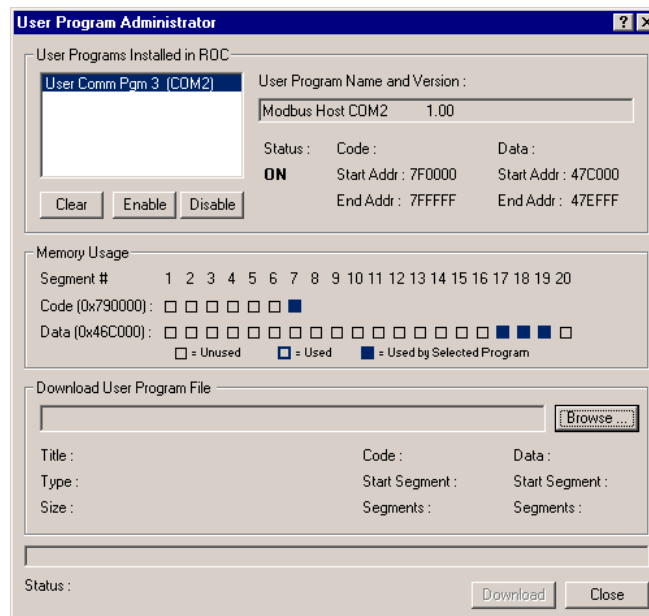 User Program Administrator
User Programs Installed in ROC
User Comm Pgm 3 (COM2)
User Program Name and Version :
Modbus Host COM2 1.00
Status : Code : Data :
ON Start Addr : 7F0000 Start Addr : 47C000
End Addr : 7FFFFF End Addr : 47EFFF
Clear Enable Disable
Memory Usage
Segment # 1 2 3 4 5 6 7 8 9 10 11 12 13 14 15 16 17 18 19 20
Code (0x790000) :
Data (0x46C000) :
= Unused = Used = Used by Selected Program
Download User Program File
Browse ...
Title : Code : Data :
Type : Start Segment : Start Segment :
Size : Segments : Segments :
Status :
Download Close